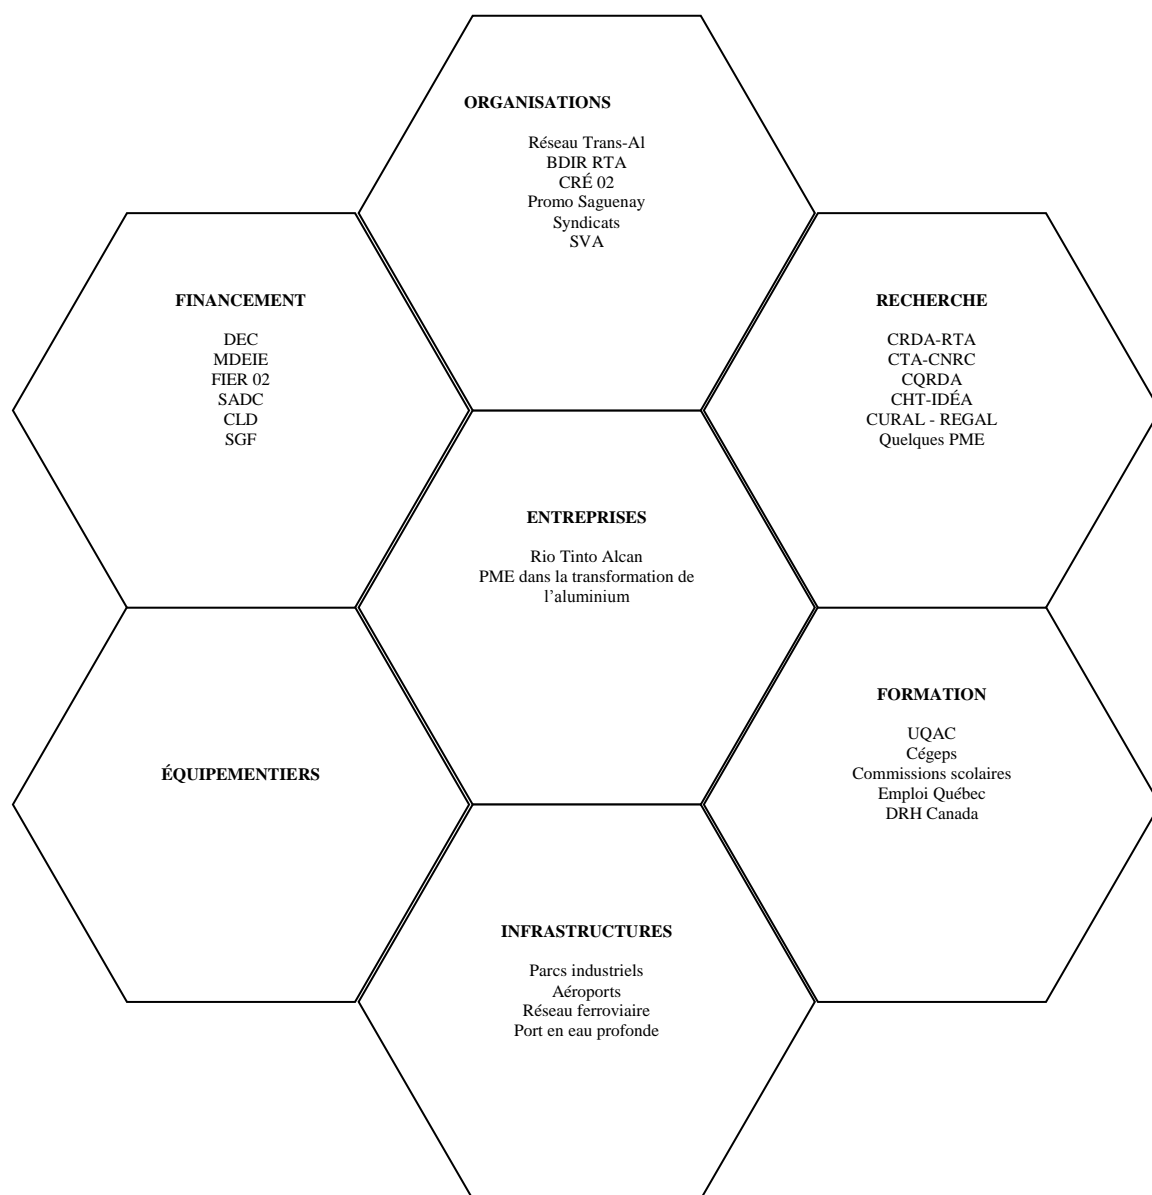 ORGANISATIONS
Réseau Trans-Al
BDIR RTA
CRÉ 02
Promo Saguenay
Syndicats
SVA
FINANCEMENT
DEC
MDEIE
FIER 02
SADC
CLD
SGF
RECHERCHE
CRDA-RTA
CTA-CNRC
CQRDA
CHT-IDÉA
CURAL - REGAL
Quelques PME
ENTREPRISES
Rio Tinto Alcan
PME dans la transformation de
l’aluminium
ÉQUIPEMENTIERS
FORMATION
UQAC
Cégeps
Commissions scolaires
Emploi Québec
DRH Canada
INFRASTRUCTURES
Parcs industriels
Aéroports
Réseau ferroviaire
Port en eau profonde